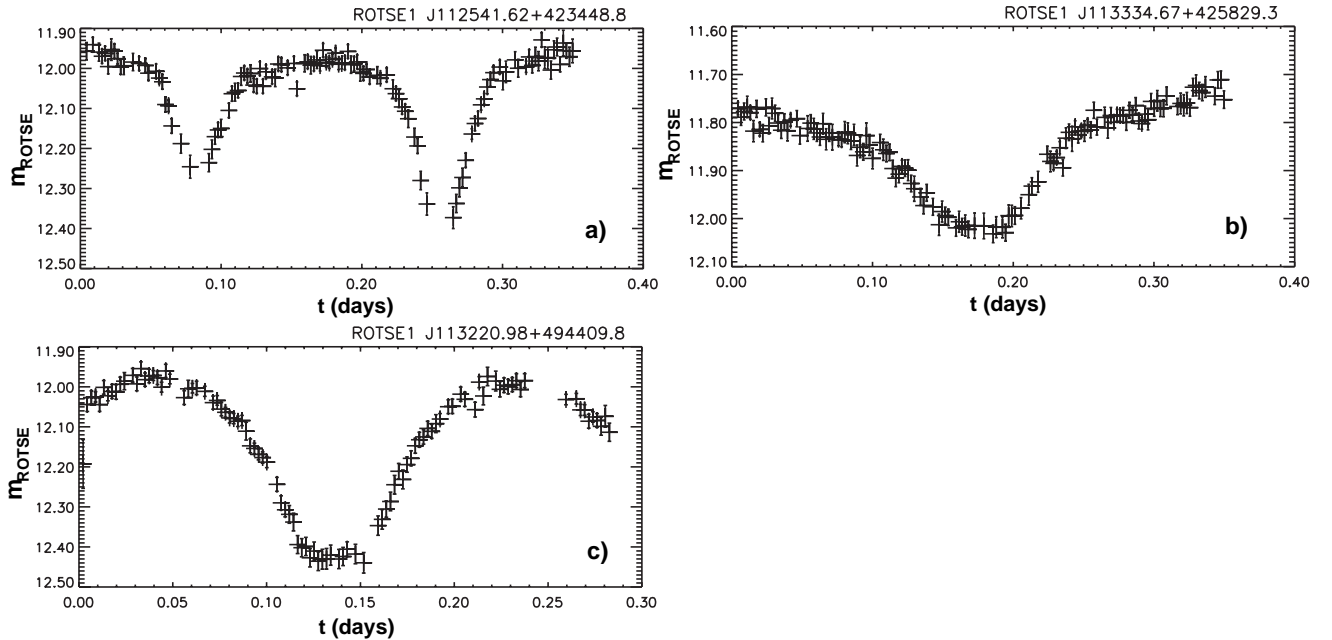 ROTSE1 J112541.62+423448.8
11.90
12.00
12.10
12.20
12.30
12.40
12.50
mROTSE
a)
0.00 0.10 0.20 0.30 0.40
t (days)
ROTSE1 J113334.67+425829.3
11.60
11.70
11.80
11.90
12.00
12.10
mROTSE
b)
0.00 0.10 0.20 0.30 0.40
t (days)
ROTSE1 J113220.98+494409.8
11.90
12.00
12.10
12.20
12.30
12.40
12.50
mROTSE
c)
0.00 0.05 0.10 0.15 0.20 0.25 0.30
t (days)